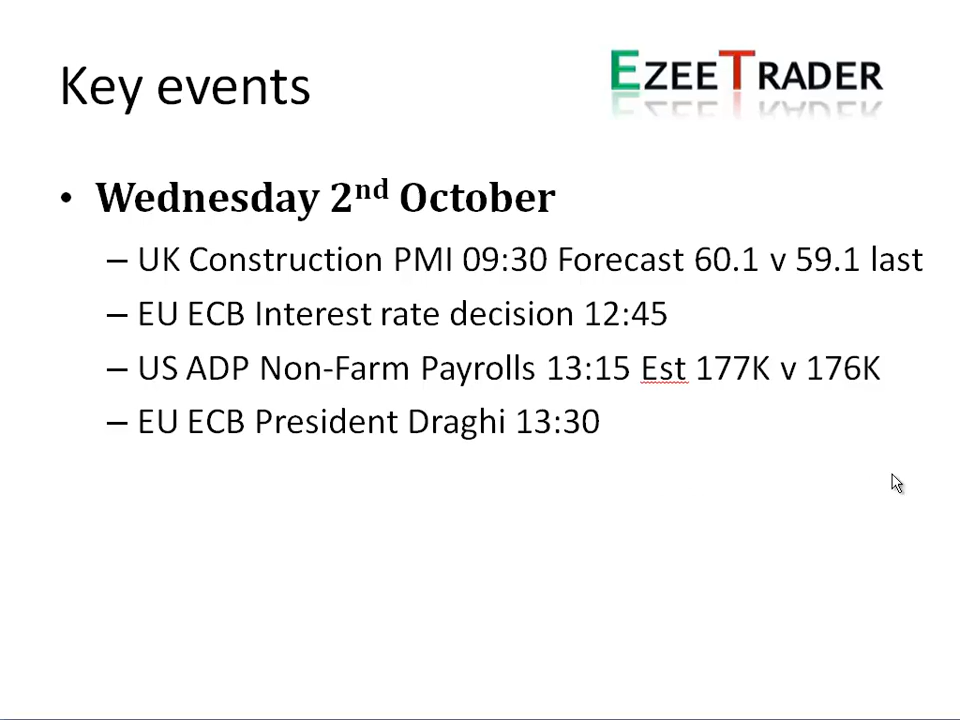 Key events
EZEETRADER
• Wednesday 2nd October
– UK Construction PMI 09:30 Forecast 60.1 v 59.1 last
– EU ECB Interest rate decision 12:45
– US ADP Non-Farm Payrolls 13:15 Est 177K v 176K
– EU ECB President Draghi 13:30